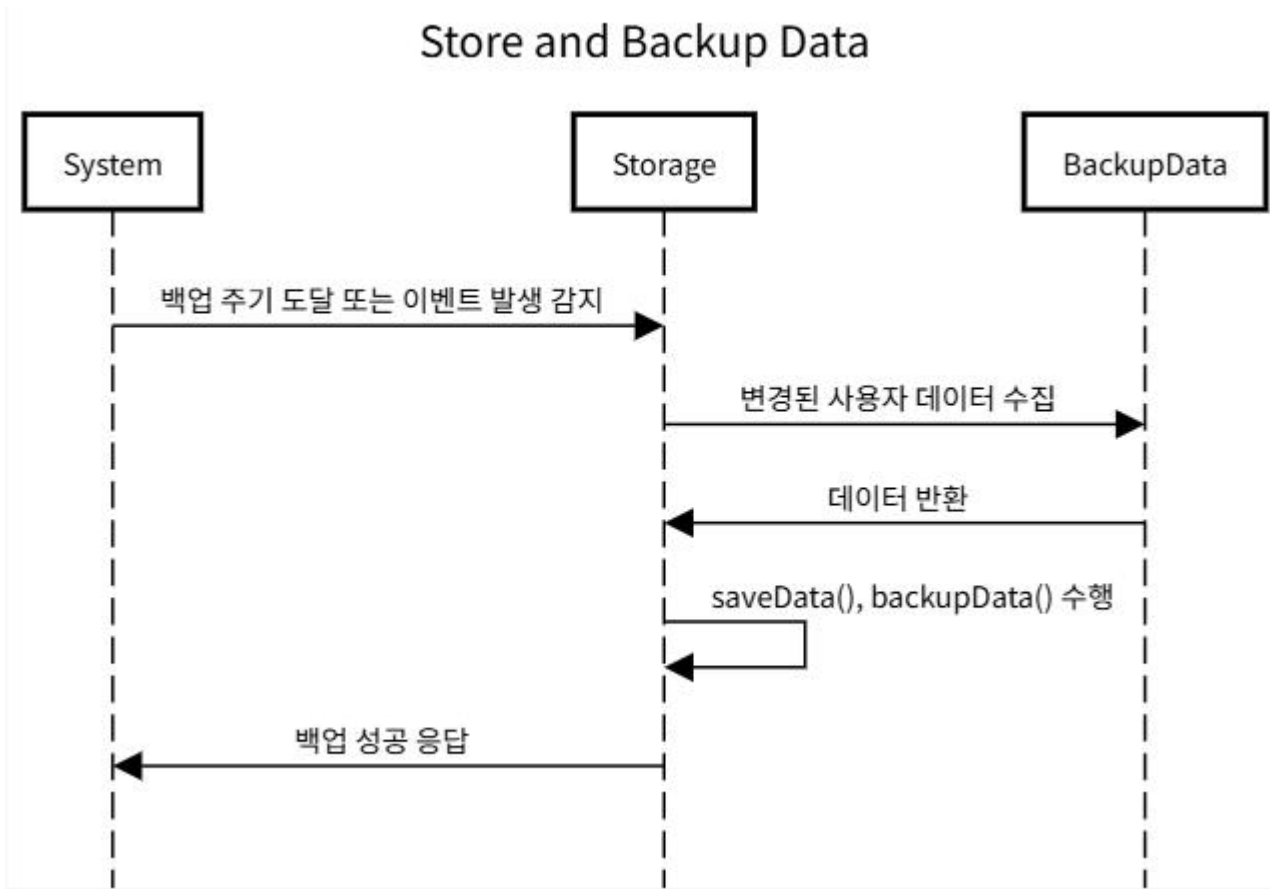 Store and Backup Data
System
Storage
BackupData
백업 주기 도달 또는 이벤트 발생 감지
변경된 사용자 데이터 수집
데이터 반환
saveData(), backupData() 수행
백업 성공 응답